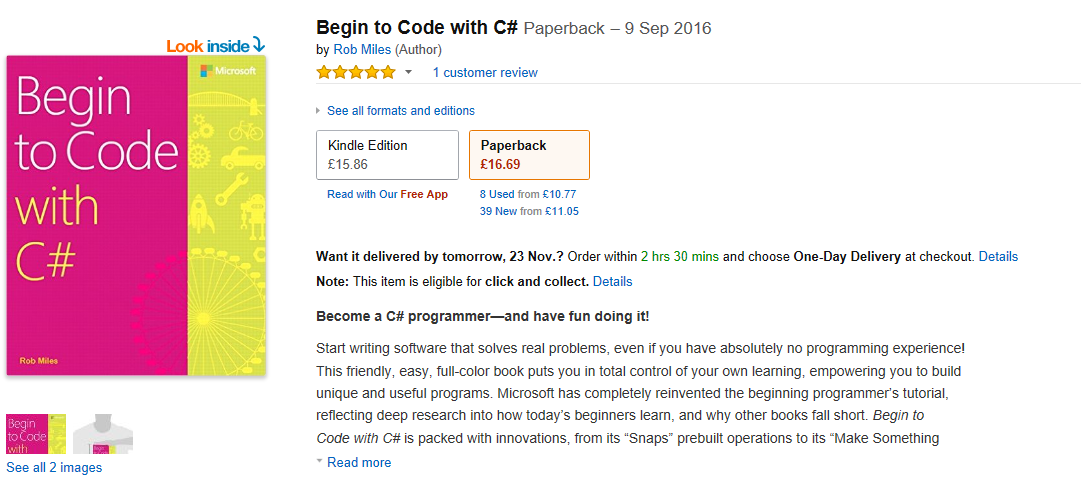 Begin to Code with C# Paperback – 9 Sep 2016
by Rob Miles (Author)
1 customer review
Look inside
Microsoft
Begin
to Code
with
C#
Rob Miles
Begin
to Code
with
Begin
See all 2 images
See all formats and editions
Kindle Edition
£15.86
Paperback
£16.69
Read with Our Free App
8 Used from £10.77
39 New from £11.05
Want it delivered by tomorrow, 23 Nov.? Order within 2 hrs 30 mins and choose One-Day Delivery at checkout. Details
Note: This item is eligible for click and collect. Details
Become a C# programmer—and have fun doing it!
Start writing software that solves real problems, even if you have absolutely no programming experience!
This friendly, easy, full-color book puts you in total control of your own learning, empowering you to build
unique and useful programs. Microsoft has completely reinvented the beginning programmer's tutorial,
reflecting deep research into how today's beginners learn, and why other books fall short. Begin to
Code with C# is packed with innovations, from its “Snaps” prebuilt operations to its “Make Something
Read more